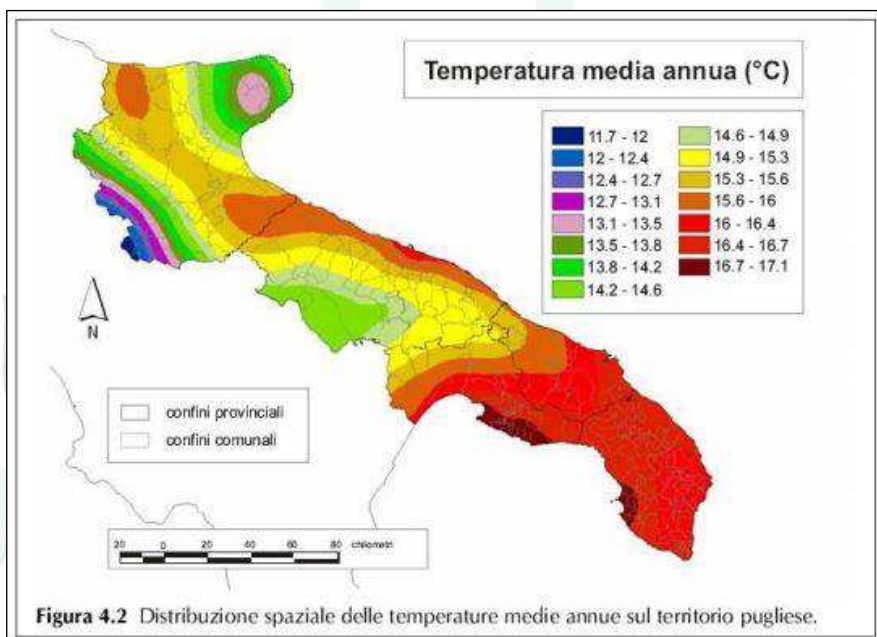 Temperatura media annua (°C)
11.7 - 12
12 - 12.4
12.4 - 12.7
12.7 - 13.1
13.1 - 13.5
13.5 - 13.8
13.8 - 14.2
14.2 - 14.6
14.6 - 14.9
14.9 - 15.3
15.3 - 15.6
15.6 - 16
16 - 16.4
16.4 - 16.7
16.7 - 17.1
N
confini provinciali
confini comunali
20 0 20 40 60 80 chilometri
Figura 4.2 Distribuzione spaziale delle temperature medie annue sul territorio pugliese.